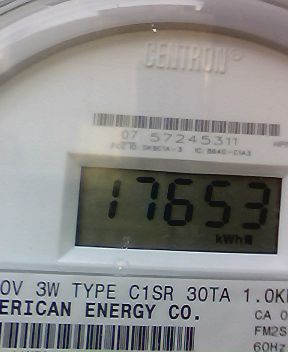 CENTRON®
07 57245311
17653
kWh
0V 3W TYPE C1SR 30TA 1.0K
ERICAN ENERGY CO.
CA 0
FM2S
60Hz